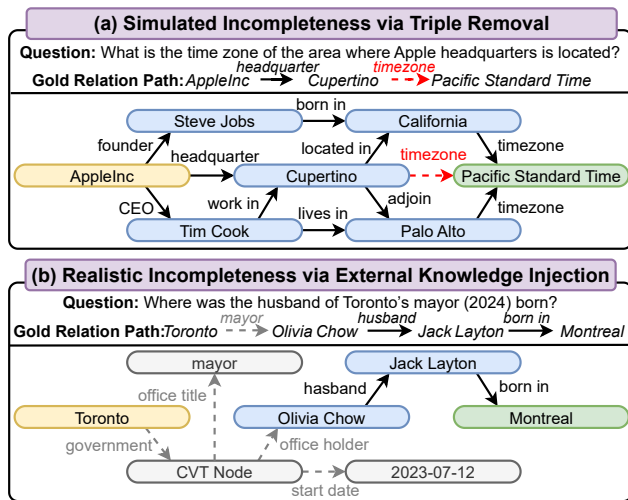 (a) Simulated Incompleteness via Triple Removal
Question: What is the time zone of the area where Apple headquarters is located?
headquarter timezone
Gold Relation Path: AppleInc Cupertino Pacific Standard Time
born in
Steve Jobs California
founder headquarter located in timezone timezone
AppleInc Cupertino Pacific Standard Time
CEO work in lives in adjoin timezone
Tim Cook Palo Alto
(b) Realistic Incompleteness via External Knowledge Injection
Question: Where was the husband of Toronto's mayor (2024) born?
mayor husband born in
Gold Relation Path: Toronto Olivia Chow Jack Layton Montreal
mayor Jack Layton
office title hasband born in
Toronto Olivia Chow Montreal
government office holder
CVT Node 2023-07-12
start date